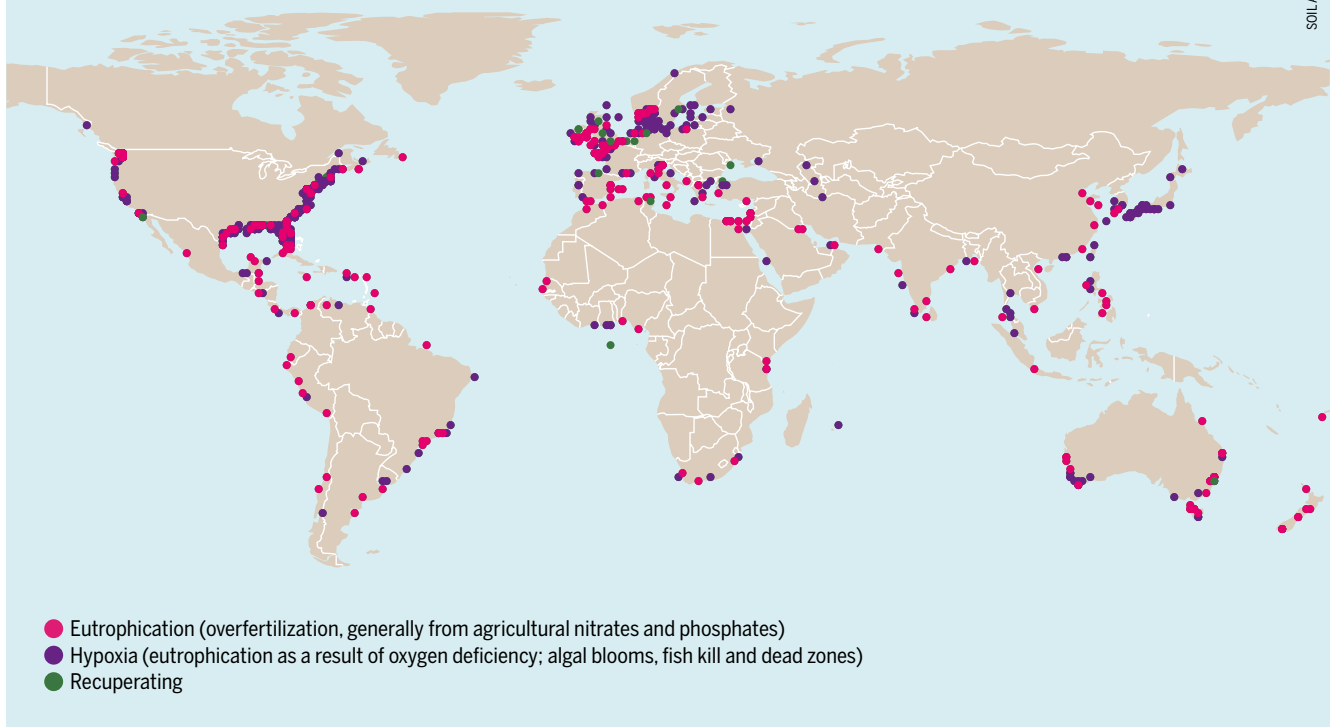 SOIL A
Eutrophication (overfertilization, generally from agricultural nitrates and phosphates)
Hypoxia (eutrophication as a result of oxygen deficiency; algal blooms, fish kill and dead zones)
Recuperating